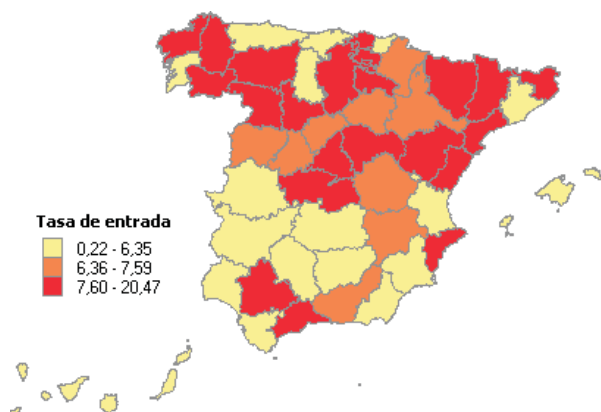 Tasa de entrada
0,22 - 6,35
6,36 - 7,59
7,60 - 20,47